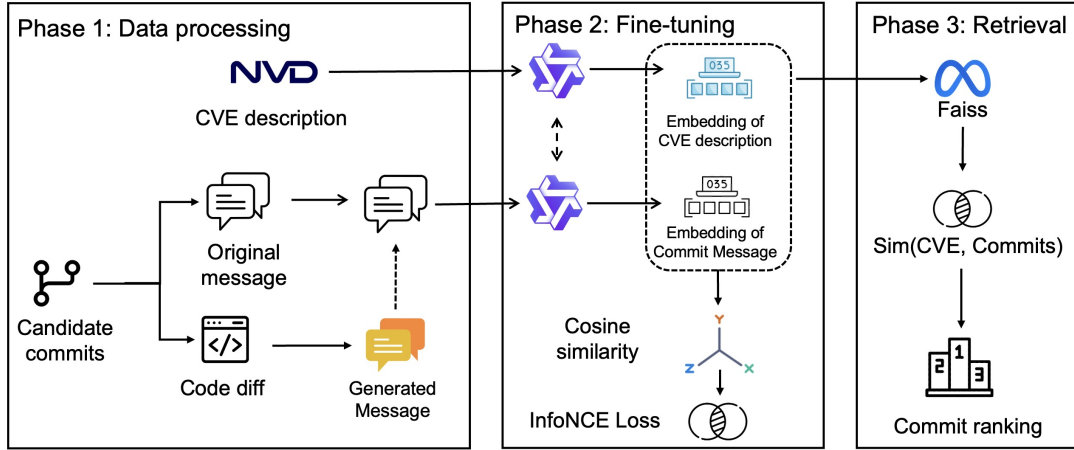 Phase 1: Data processing
NVD
CVE description
Original
message
Candidate
commits
</>
Code diff
Generated
Message
Phase 2: Fine-tuning
035
Embedding of
CVE description
035
Embedding of
Commit Message
Cosine
similarity
Y
Z
X
InfoNCE Loss
Phase 3: Retrieval
Faiss
Sim(CVE, Commits)
1
2
3
Commit ranking